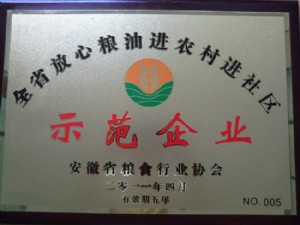 全省放心粮油进农村进社区
示范企业
安徽省粮食行业协会
二零一一年四月
有效期五年
NO. 005